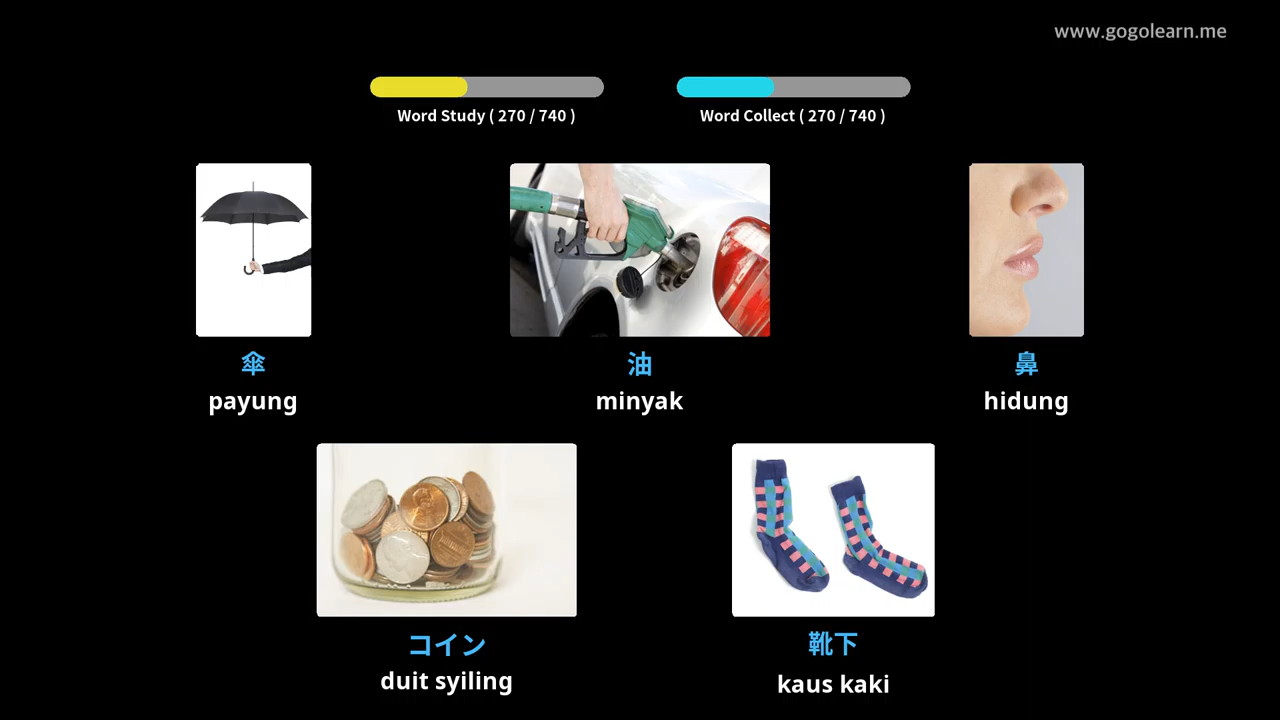 www.gogolearn.me
Word Study ( 270 / 740 )
Word Collect ( 270 / 740 )
傘
payung
油
minyak
鼻
hidung
コイン
duit syiling
靴下
kaus kaki